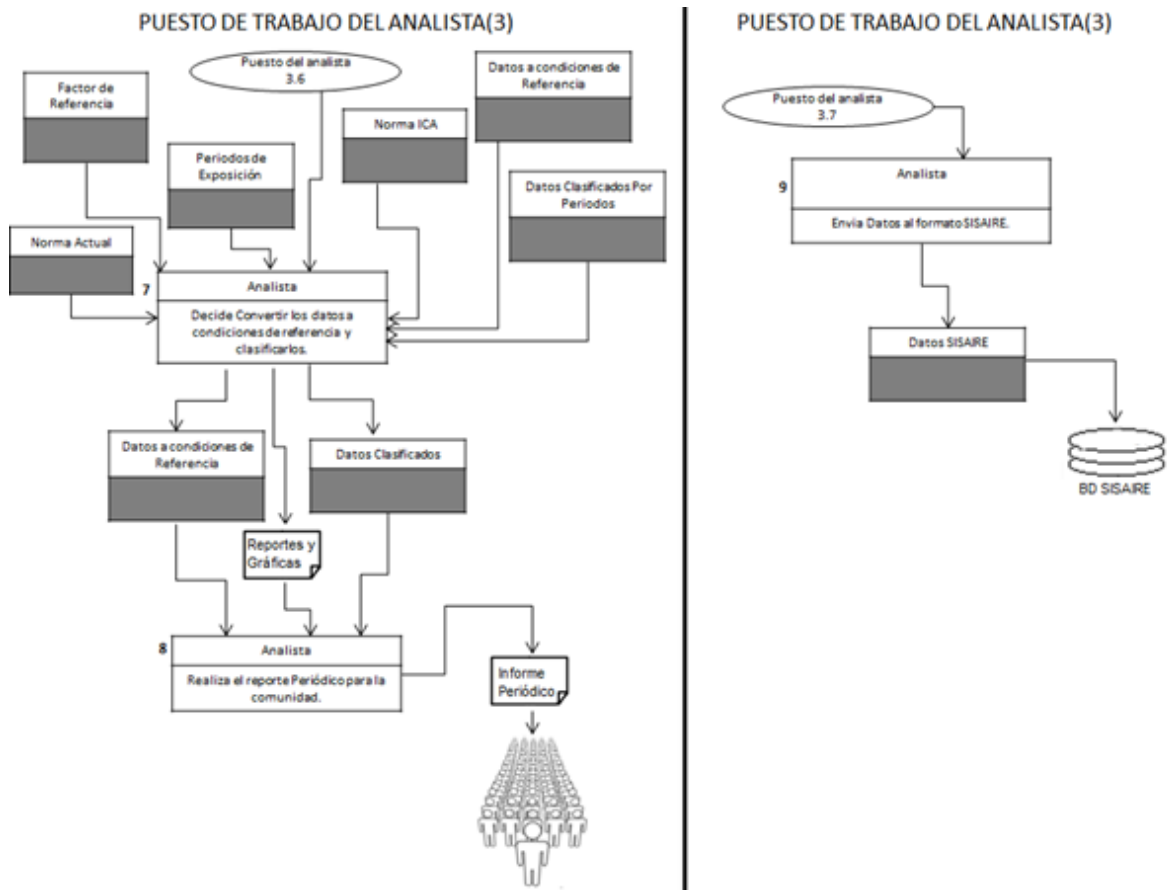 PUESTO DE TRABAJO DEL ANALISTA(3)
Puesto del analista
3.6
Factor de
Referencia
Datos a condiciones de
Referencia
Norma ICA
Periodos de
Exposición
Datos Clasificados Por
Periodos
Norma Actual
7
Analista
Decide Convertir los datos a
condiciones de referencia y
clasificarlos.
Datos a condiciones de
Referencia
Datos Clasificados
Reportes y
Gráficas
8
Analista
Realiza el reporte Periódico para la
comunidad.
Informe
Periódico
PUESTO DE TRABAJO DEL ANALISTA(3)
Puesto del analista
3.7
9
Analista
Envia Datos al formato SISAIRE.
Datos SISAIRE
BD SISAIRE